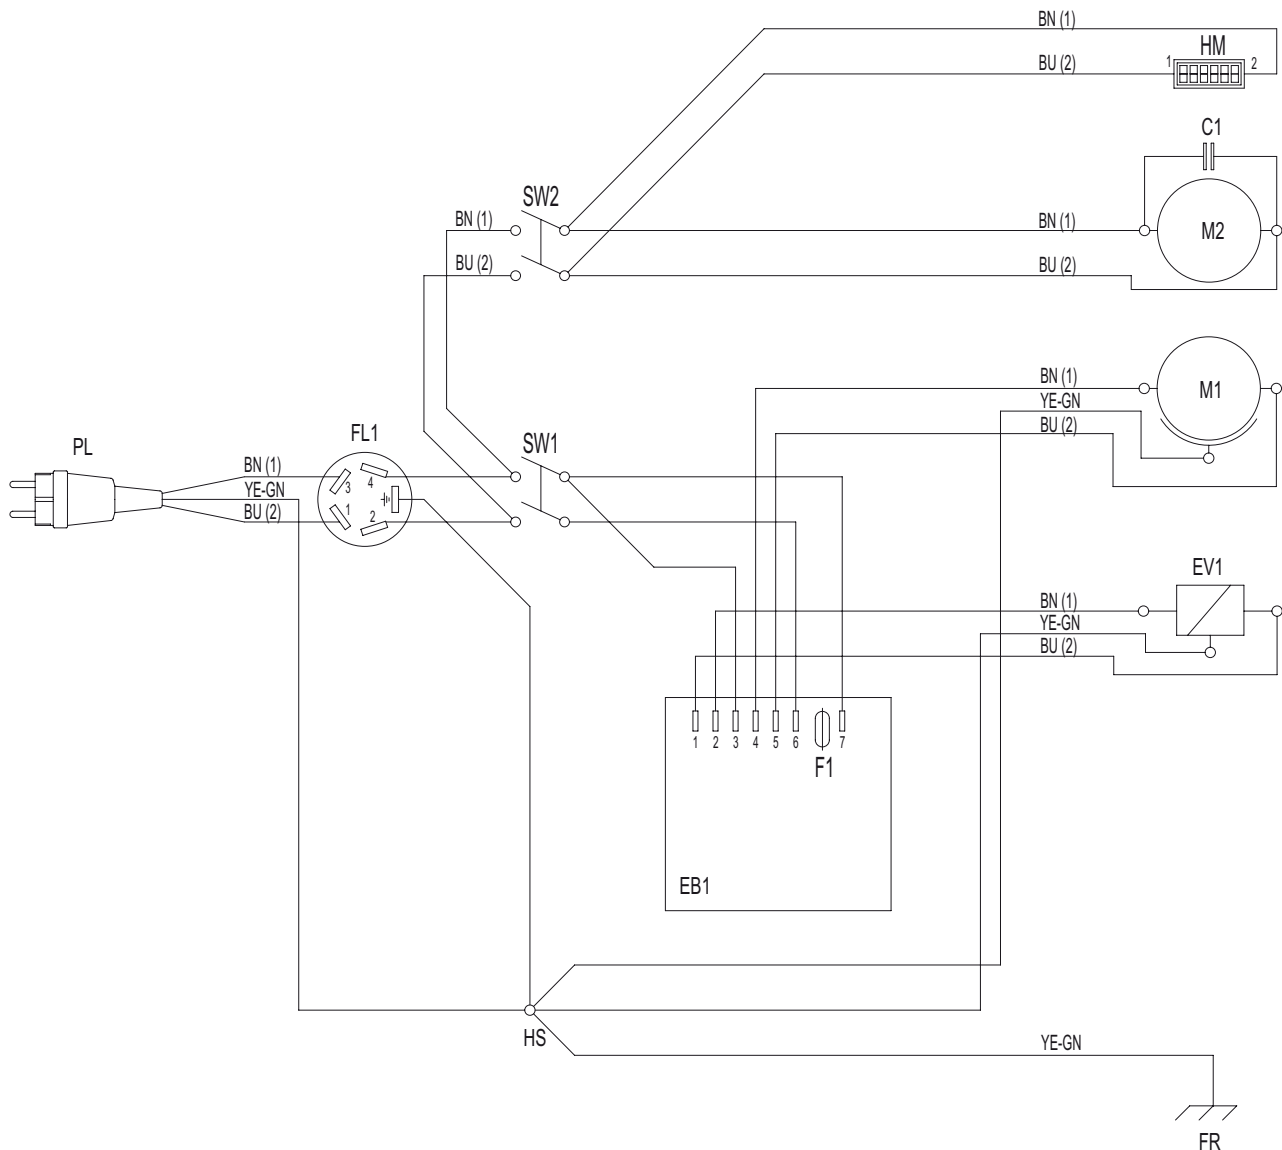 BN (1)
HM
BU (2)
1
2
C1
SW2
BN (1)
BN (1)
M2
BU (2)
BU (2)
BN (1)
M1
YE-GN
BU (2)
PL
FL1
SW1
BN (1)
3
4
YE-GN
BU (2)
1
2
EV1
BN (1)
YE-GN
BU (2)
1
2
3
4
5
6
7
F1
EB1
HS
YE-GN
FR